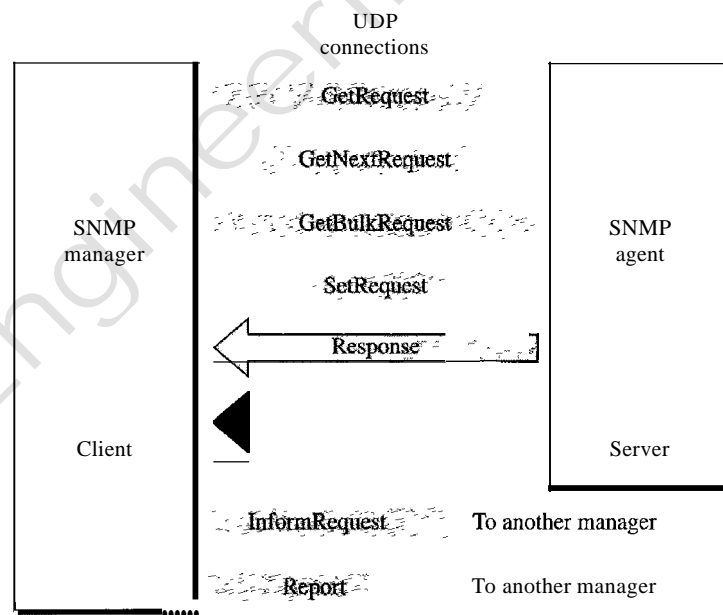 UDP
connections
GetRequest
GetNextRequest
GetBulkRequest
SNMP
manager
SNMP
agent
SetRequest
Response
Client
Server
InformRequest To another manager
Report To another manager
Engineer